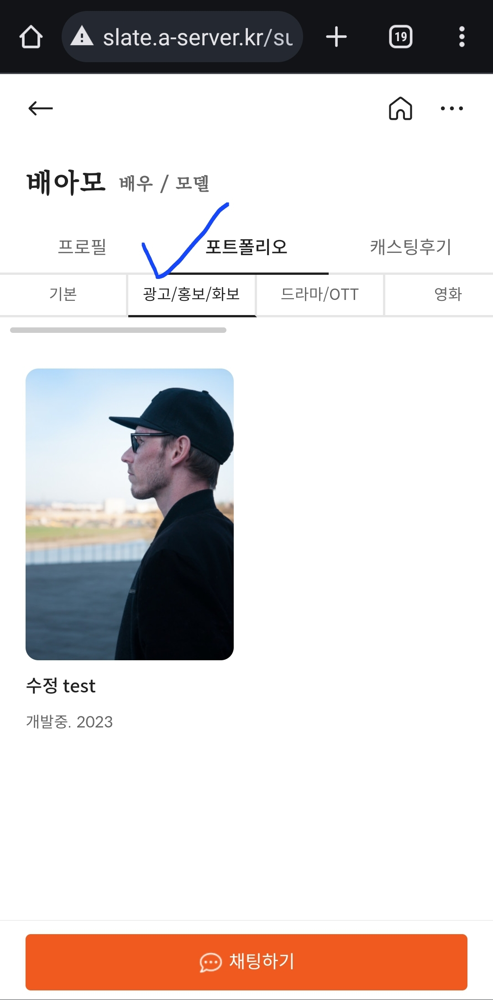 slate.a-server.kr/su
19
배아모 배우 / 모델
프로필 포트폴리오 캐스팅후기
기본 광고/홍보/화보 드라마/OTT 영화
수정 test
개발중. 2023
채팅하기